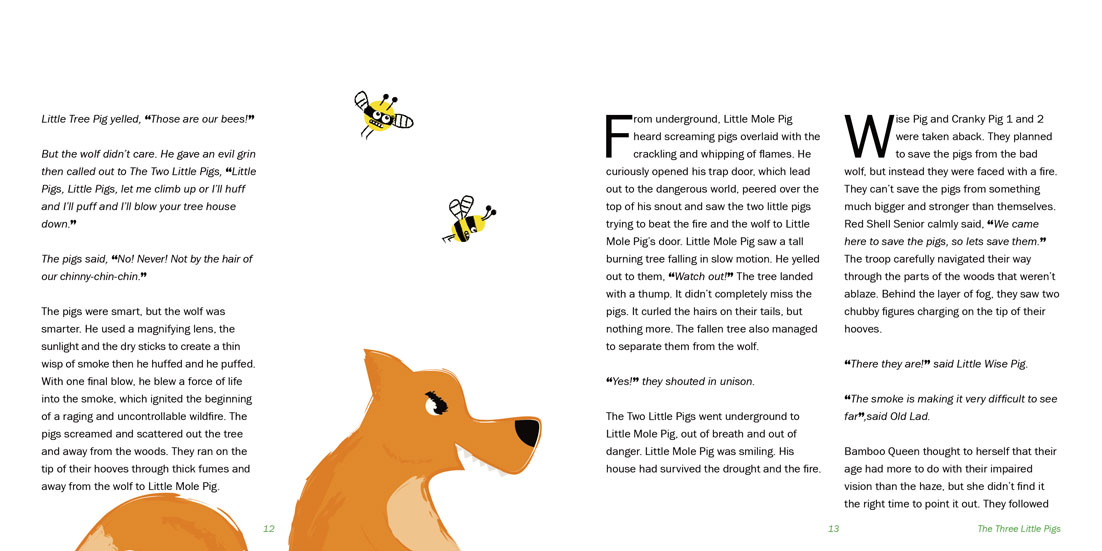 Little Tree Pig yelled, ❝Those are our bees!❞
But the wolf didn’t care. He gave an evil grin
then called out to The Two Little Pigs, ❝Little
Pigs, Little Pigs, let me climb up or I’ll huff
and I’ll puff and I’ll blow your tree house
down.❞
The pigs said, ❝No! Never! Not by the hair of
our chinny-chin-chin.❞
The pigs were smart, but the wolf was
smarter. He used a magnifying lens, the
sunlight and the dry sticks to create a thin
wisp of smoke then he huffed and he puffed.
With one final blow, he blew a force of life
into the smoke, which ignited the beginning
of a raging and uncontrollable wildfire. The
pigs screamed and scattered out the tree
and away from the woods. They ran on the
tip of their hooves through thick fumes and
away from the wolf to Little Mole Pig.
12
From underground, Little Mole Pig
heard screaming pigs overlaid with the
crackling and whipping of flames. He
curiously opened his trap door, which lead
out to the dangerous world, peered over the
top of his snout and saw the two little pigs
trying to beat the fire and the wolf to Little
Mole Pig’s door. Little Mole Pig saw a tall
burning tree falling in slow motion. He yelled
out to them, ❝Watch out!❞ The tree landed
with a thump. It didn’t completely miss the
pigs. It curled the hairs on their tails, but
nothing more. The fallen tree also managed
to separate them from the wolf.
❝Yes!❞ they shouted in unison.
The Two Little Pigs went underground to
Little Mole Pig, out of breath and out of
danger. Little Mole Pig was smiling. His
house had survived the drought and the fire.
Wise Pig and Cranky Pig 1 and 2
were taken aback. They planned
to save the pigs from the bad
wolf, but instead they were faced with a fire.
They can’t save the pigs from something
much bigger and stronger than themselves.
Red Shell Senior calmly said, ❝We came
here to save the pigs, so lets save them.❞
The troop carefully navigated their way
through the parts of the woods that weren’t
ablaze. Behind the layer of fog, they saw two
chubby figures charging on the tip of their
hooves.
❝There they are!❞ said Little Wise Pig.
❝The smoke is making it very difficult to see
far❞,said Old Lad.
Bamboo Queen thought to herself that their
age had more to do with their impaired
vision than the haze, but she didn’t find it
the right time to point it out. They followed
13
The Three Little Pigs